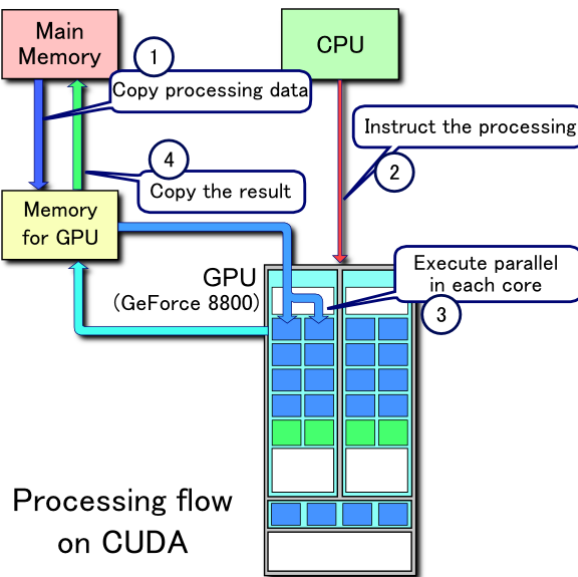 Main
Memory
CPU
1
Copy processing data
Instruct the processing
2
4
Copy the result
Memory
for GPU
GPU
(GeForce 8800)
Execute parallel
in each core
3
Processing flow
on CUDA